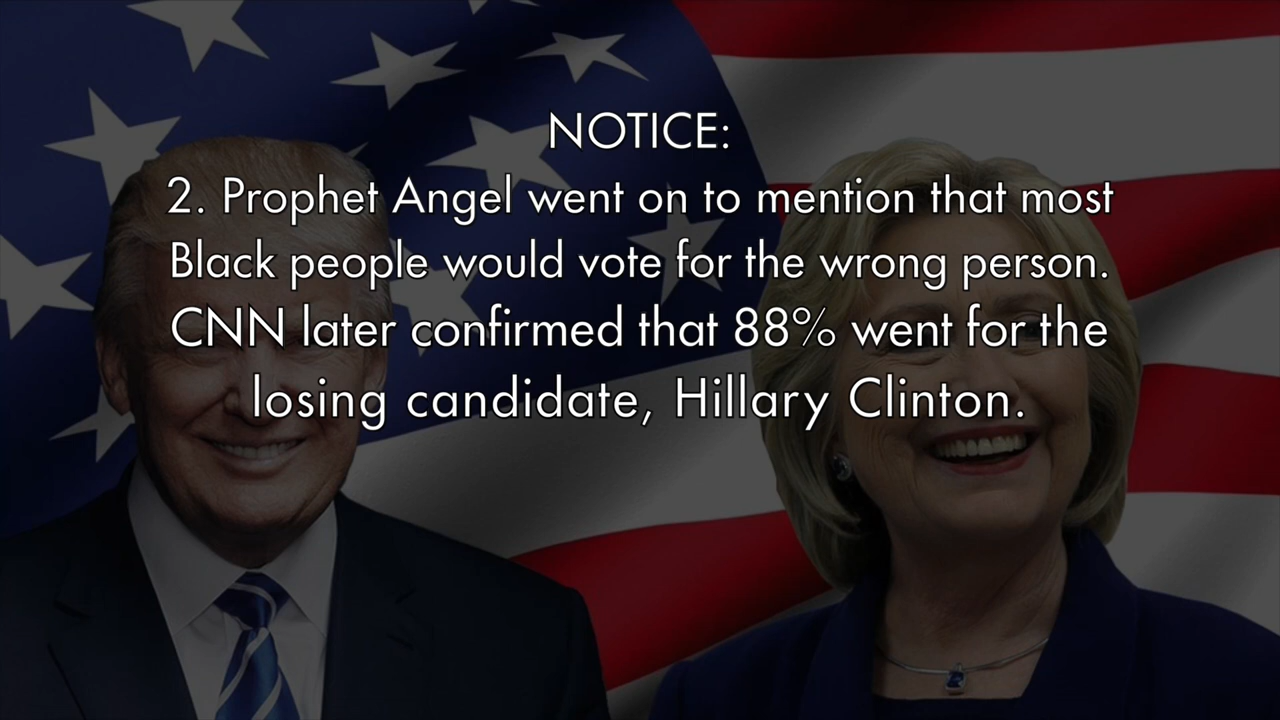 NOTICE:
2. Prophet Angel went on to mention that most
Black people would vote for the wrong person.
CNN later confirmed that 88% went for the
losing candidate, Hillary Clinton.